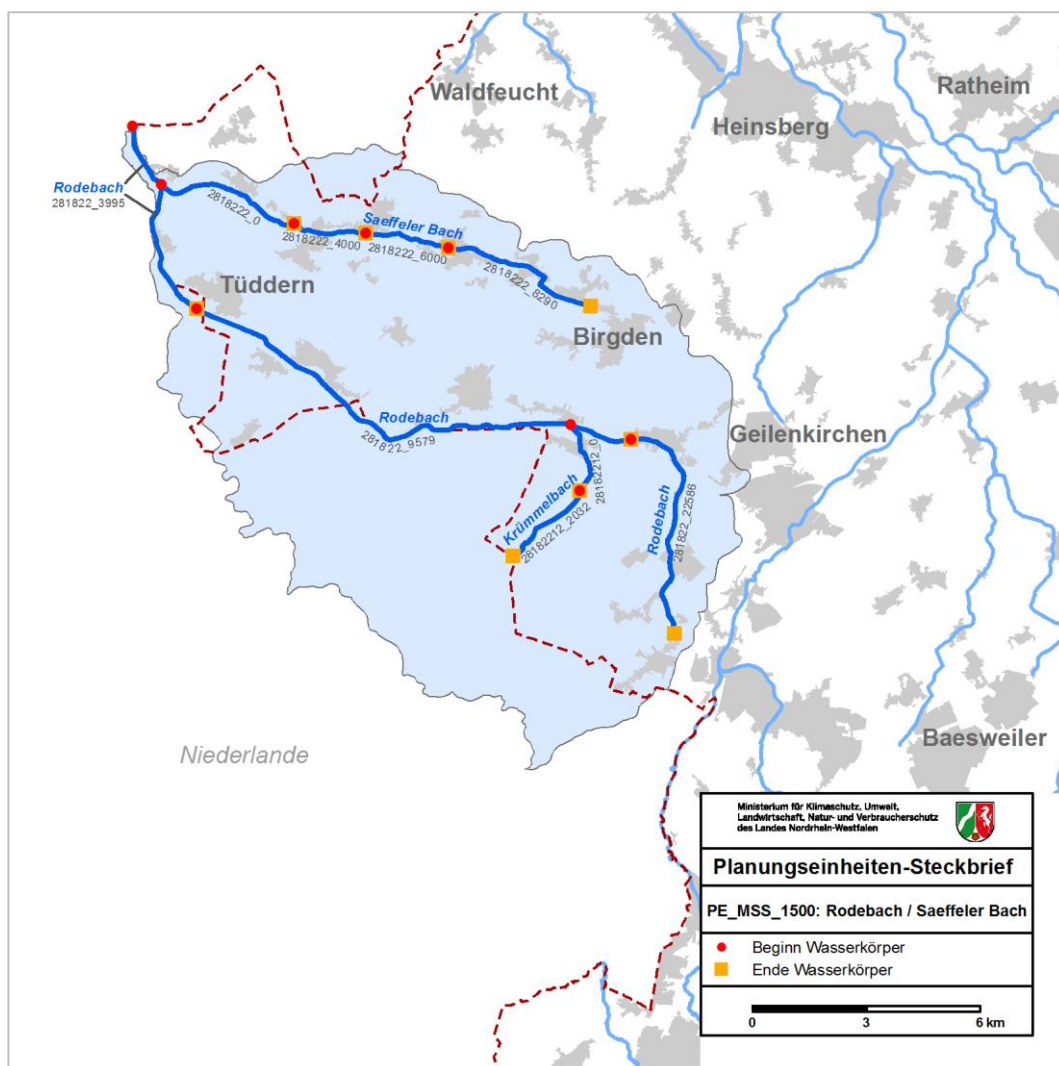 Waldfeucht
Ratheim
Heinsberg
Rodebach
281822_3995
2818222_0
Saeffeler Bach
2818222_4000
2818222_6000
2818222_8290
Tüddern
Birgden
Rodebach
281822_9579
Geilenkirchen
28182212_0
Krümmelbach
28182212_2032
Rodebach
281822_22586
Niederlande
Baesweiler
Ministerium für Klimaschutz, Umwelt,
Landwirtschaft, Natur- und Verbraucherschutz
des Landes Nordrhein-Westfalen
Planungseinheiten-Steckbrief
PE_MSS_1500: Rodebach / Saeffeler Bach
Beginn Wasserkörper
Ende Wasserkörper
0 3 6 km